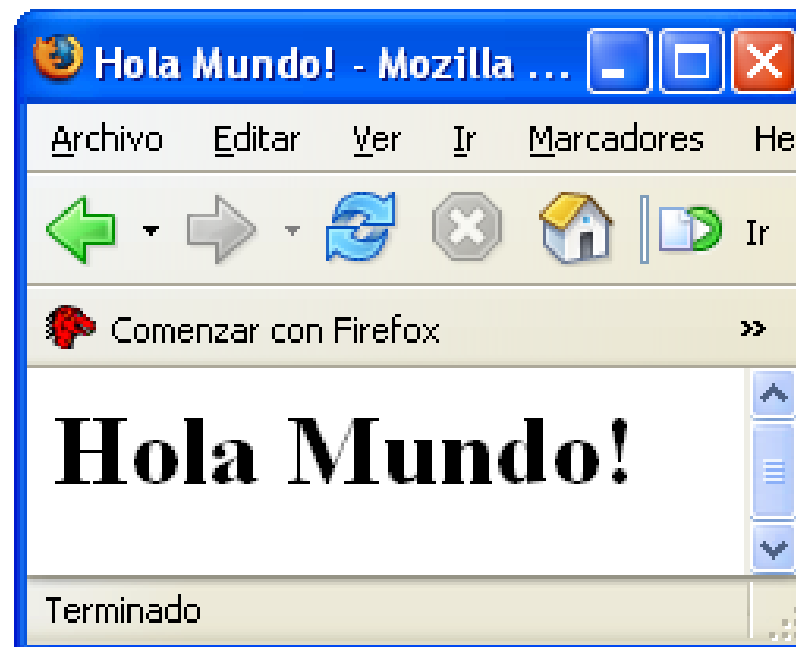 Hola Mundo! - Mozilla ...
Archivo Editar Ver Ir Marcadores He
Ir
Comenzar con Firefox »
Hola Mundo!
Terminado